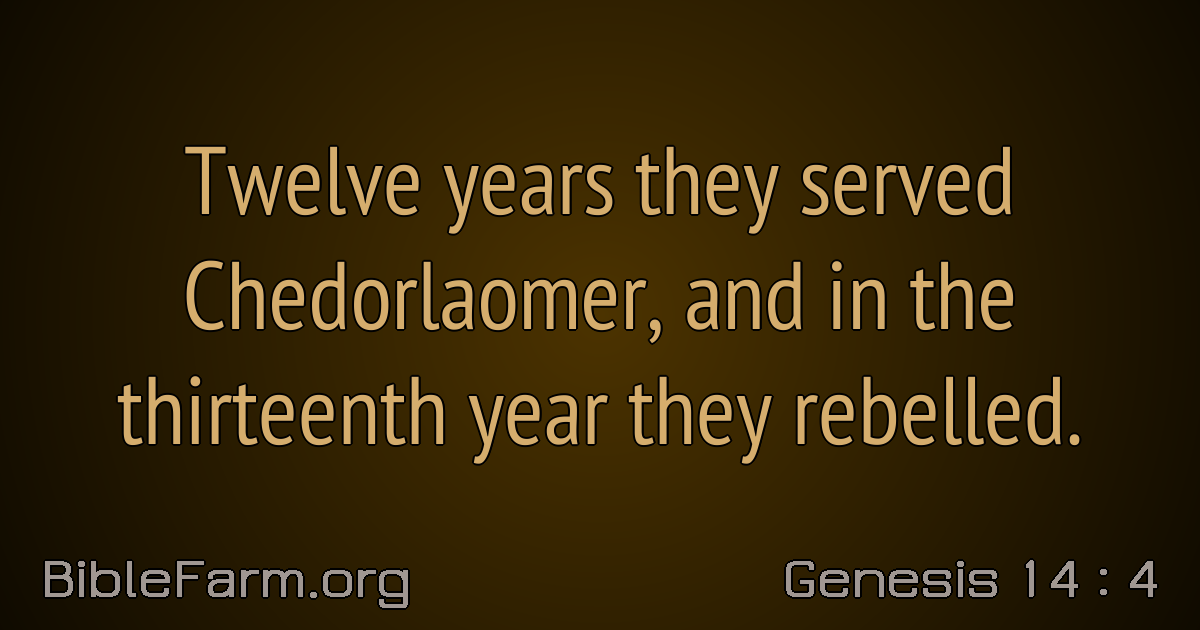 Twelve years they served
Chedorlaomer, and in the
thirteenth year they rebelled.
BibleFarm.org
Genesis 14 : 4